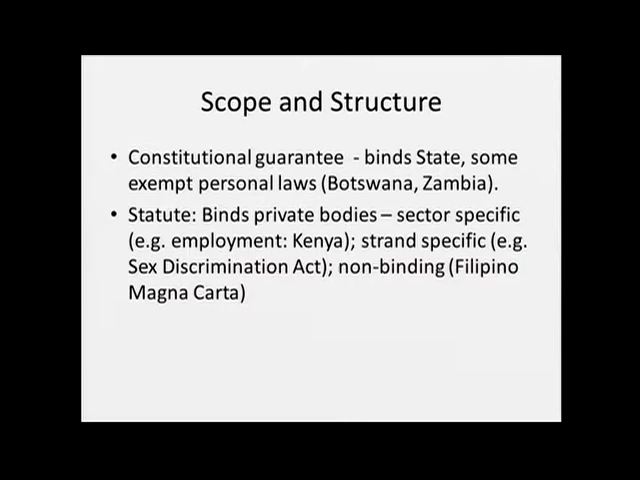 Scope and Structure
• Constitutional guarantee  - binds State, some
exempt personal laws (Botswana, Zambia).
• Statute: Binds private bodies – sector specific
(e.g. employment: Kenya); strand specific (e.g.
Sex Discrimination Act); non-binding (Filipino
Magna Carta)